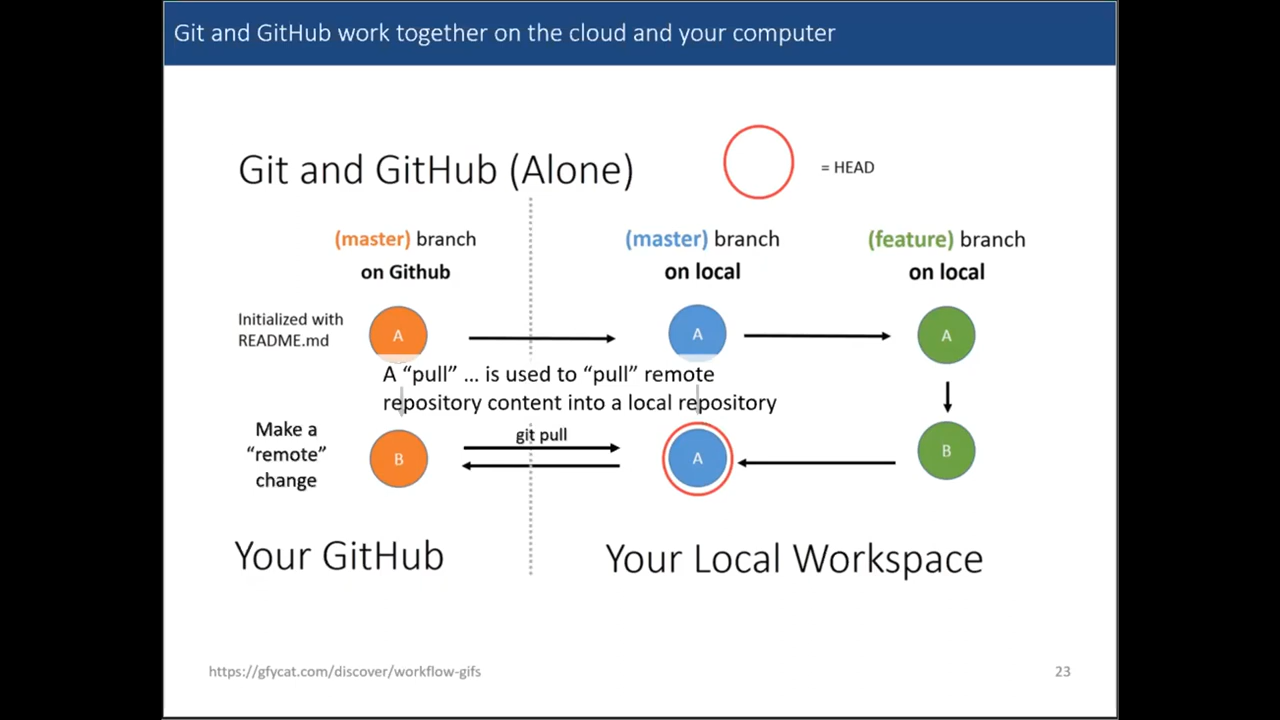 Git and GitHub work together on the cloud and your computer
Git and GitHub (Alone)
= HEAD
(master) branch
on Github
(master) branch
on local
(feature) branch
on local
Initialized with
README.md
A
A
A
A “pull” ... is used to “pull” remote
repository content into a local repository
Make a
“remote”
change
B
git pull
A
B
Your GitHub
Your Local Workspace
https://gfycat.com/discover/workflow-gifs
23